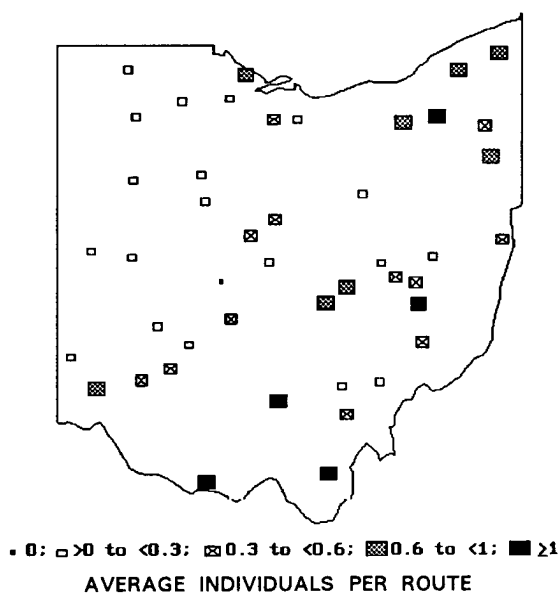 0; >0 to <0.3; 0.3 to <0.6; 0.6 to <1; ≥1
AVERAGE INDIVIDUALS PER ROUTE